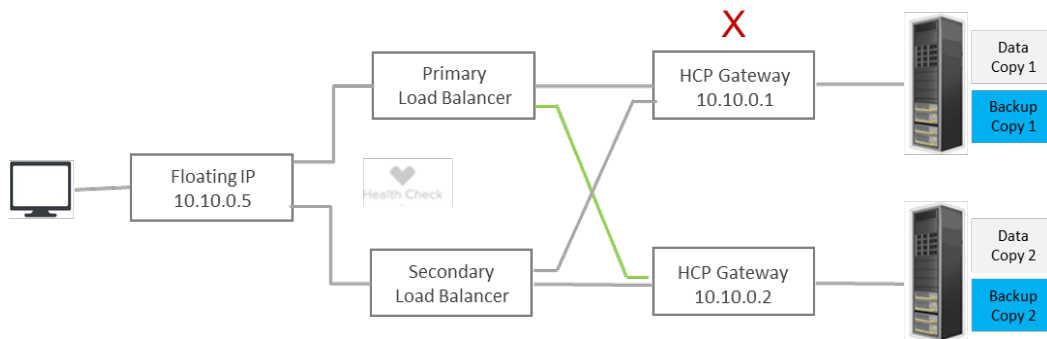 X
Primary
Load Balancer
HCP Gateway
10.10.0.1
Data
Copy 1
Backup
Copy 1
Floating IP
10.10.0.5
Health Check
Secondary
Load Balancer
HCP Gateway
10.10.0.2
Data
Copy 2
Backup
Copy 2